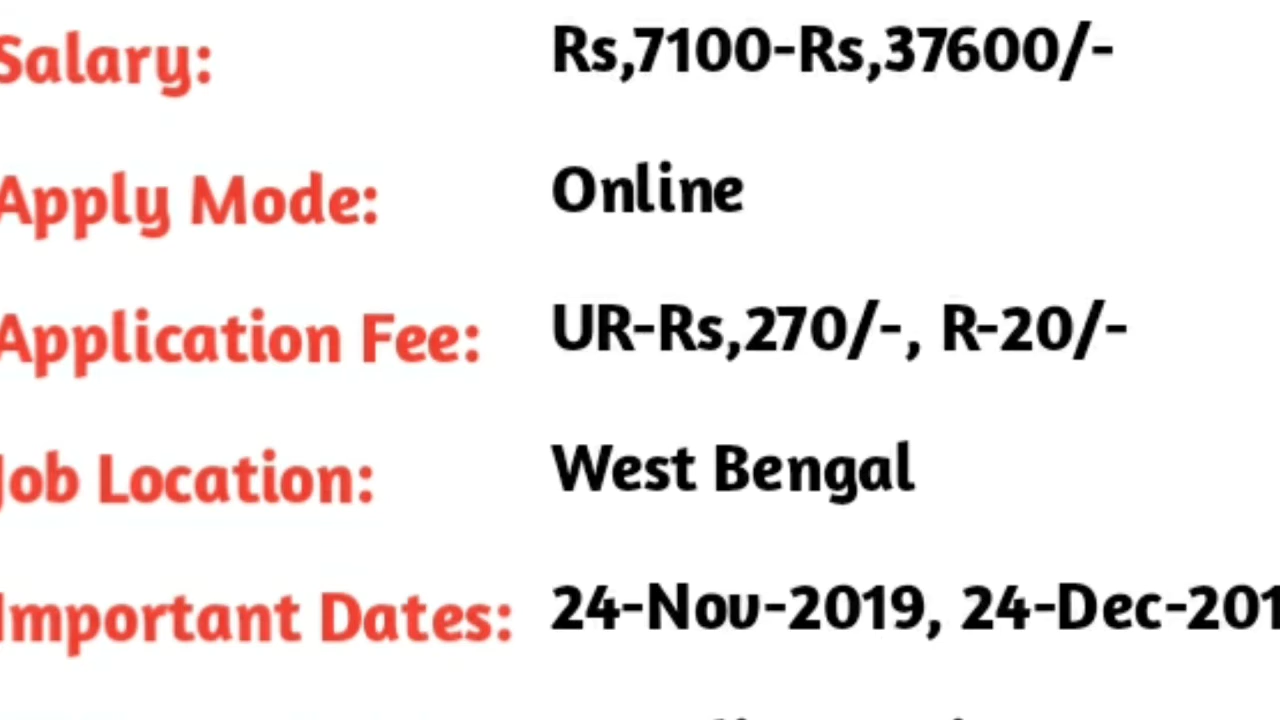 Salary: Rs,7100-Rs,37600/-
Apply Mode: Online
Application Fee: UR-Rs,270/-, R-20/-
Job Location: West Bengal
Important Dates: 24-Nov-2019, 24-Dec-201